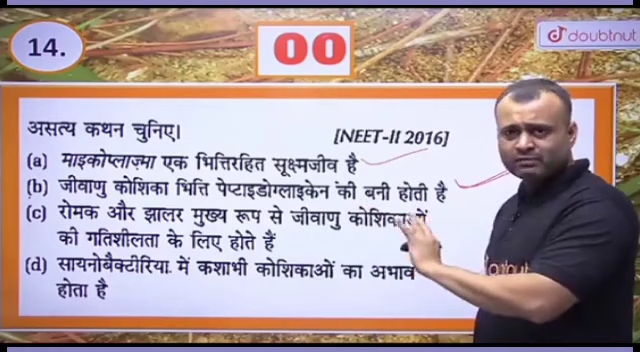 14.
00
doubtnut
असत्य कथन चुनिए।
[NEET-II 2016]
(a) माइकोप्लाज़्मा एक भित्तिरहित सूक्ष्मजीव है
(b) जीवाणु कोशिका भित्ति पेप्टाइडोग्लाइकेन की बनी होती है
(c) रोमक और झालर मुख्य रूप से जीवाणु कोशिकाओं
की गतिशीलता के लिए होते हैं
(d) सायनोबैक्टीरिया में कशाभी कोशिकाओं का अभाव
होता है